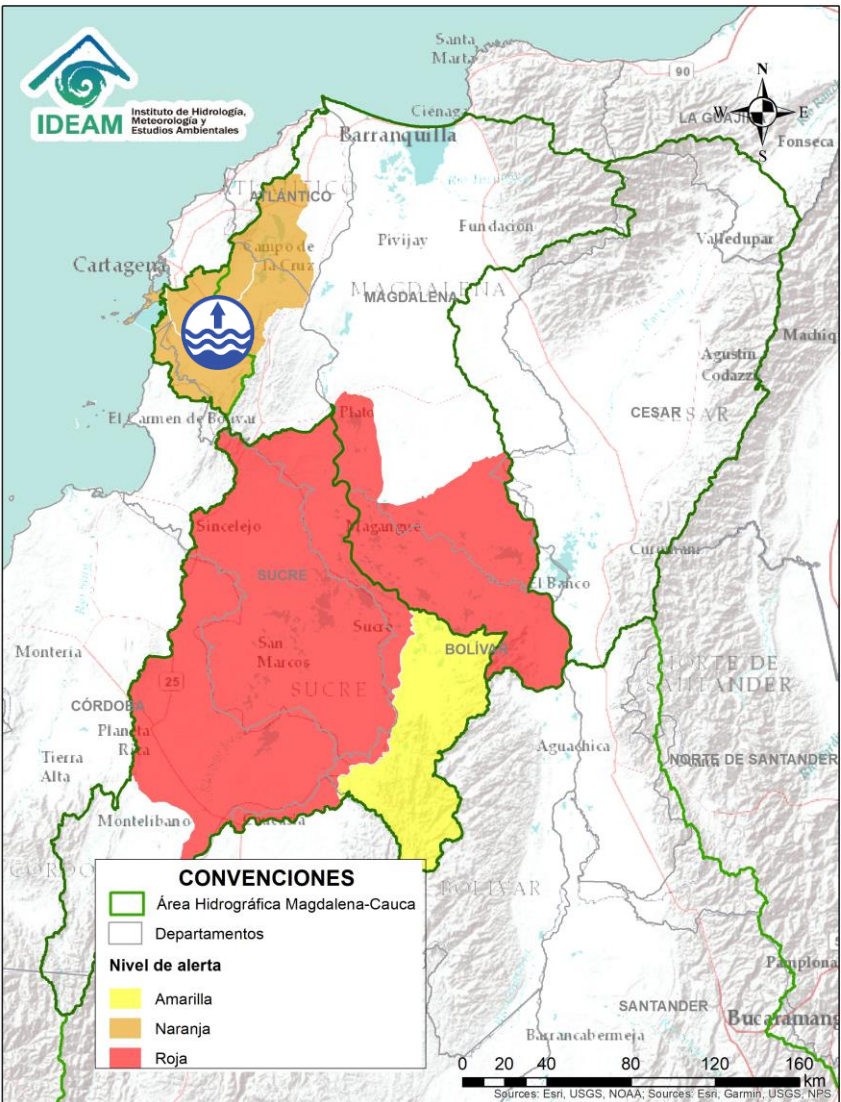 IDEAM
Instituto de Hidrología,
Meteorología y
Estudios Ambientales
Santa
Marta
90
N
W
E
S
LA GUAJIRA
Fonseca
Ciénaga
Barranquilla
ATLÁNTICO
ATLÁNTICO
Fundación
Pivijay
Valledupar
Campo de
la Cruz
Cartagena
MAGDALENA
MAGDALENA
Agustín
Codazzi
CESAR
CESAR
El Carmen de Bolívar
Plato
Sincelejo
Magangué
SUCRE
El Banco
Sucre
BOLÍVAR
San
Marcos
SUCRE
Montería
25
CÓRDOBA
Planeta
Rica
Tierra
Alta
NORTE DE
SANTANDER
Aguachica
NORTE DE SANTANDER
Montelíbano
BOLÍVAR
CONVENCIONES
Área Hidrográfica Magdalena-Cauca
Departamentos
Nivel de alerta
Amarilla
Naranja
Roja
Pamplona
SANTANDER
Bucaramang
Barrancabermeja
0 20 40 80 120 160
km
Sources: Esri, USGS, NOAA; Sources: Esri, Garmin, USGS, NPS